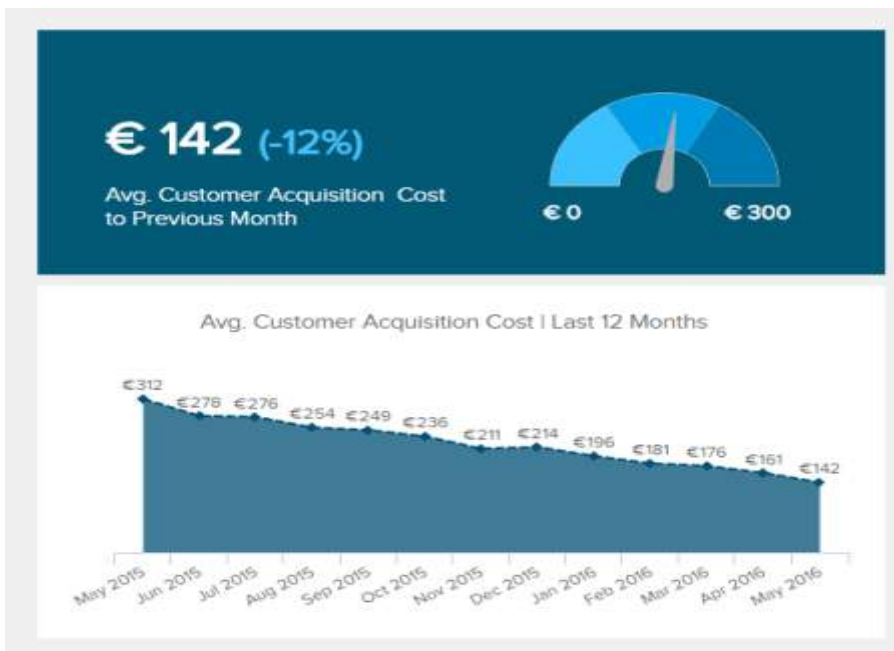 € 142 (-12%)
Avg. Customer Acquisition Cost
to Previous Month
€ 0
€ 300
Avg. Customer Acquisition Cost | Last 12 Months
€312
€278
€276
€254
€249
€236
€211
€214
€196
€181
€176
€161
€142
May 2015
Jun 2015
Jul 2015
Aug 2015
Sep 2015
Oct 2015
Nov 2015
Dec 2015
Jan 2016
Feb 2016
Mar 2016
Apr 2016
May 2016